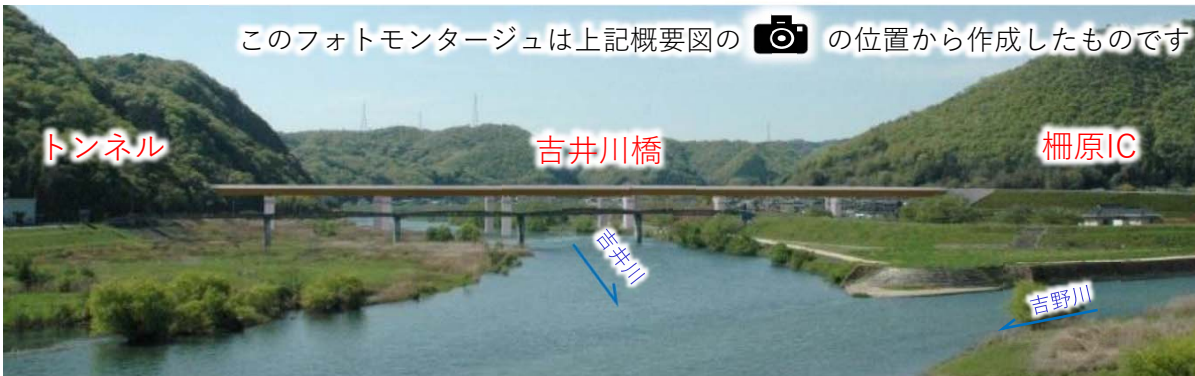 このフォトモンタージュは上記概要図の の位置から作成したものです
トンネル
吉井川橋
柵原IC
吉井川
吉野川